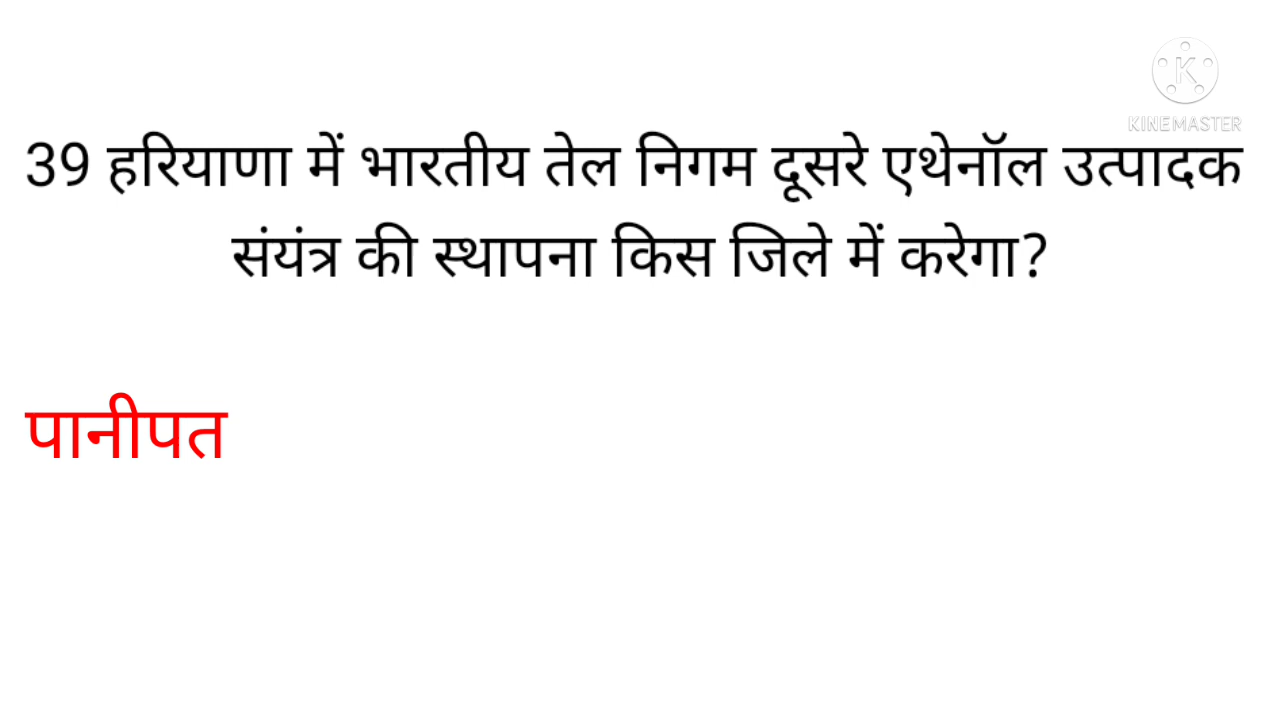 KINEMASTER
39 हरियाणा में भारतीय तेल निगम दूसरे एथेनॉल उत्पादक
संयंत्र की स्थापना किस जिले में करेगा?
पानीपत